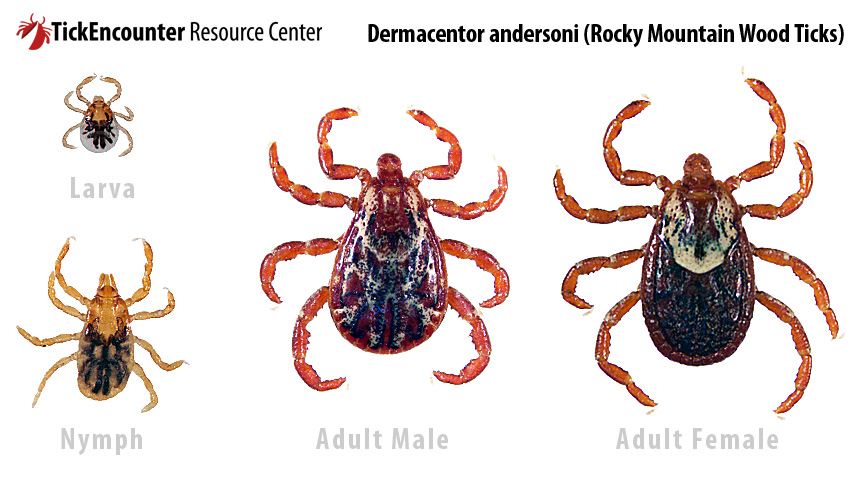 TickEncounter Resource Center
Dermacentor andersoni (Rocky Mountain Wood Ticks)
Larva
Nymph
Adult Male
Adult Female